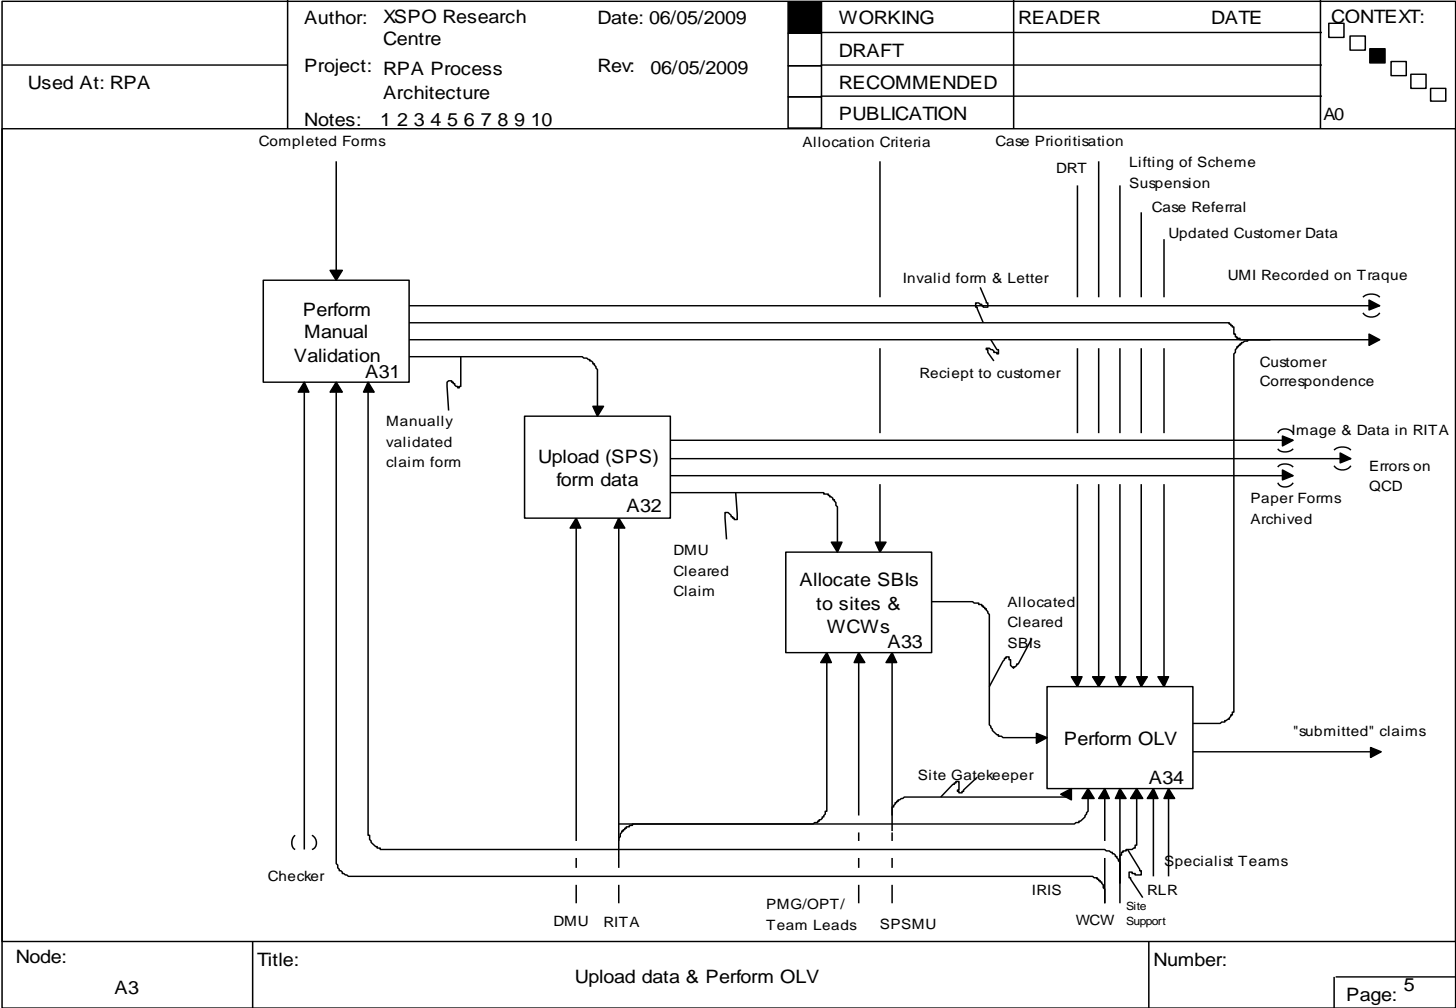 Used At: RPA
Author: XSPO Research
Centre
Date: 06/05/2009
Project: RPA Process
Architecture
Rev: 06/05/2009
Notes: 1 2 3 4 5 6 7 8 9 10
WORKING
DRAFT
RECOMMENDED
PUBLICATION
READER DATE
CONTEXT:
A0
Completed Forms
Allocation Criteria
Case Prioritisation
DRT
Lifting of Scheme
Suspension
Case Referral
Updated Customer Data
Invalid form & Letter
UMI Recorded on Traque
Perform
Manual
Validation
A31
Reciept to customer
Customer
Correspondence
Manually
validated
claim form
Image & Data in RITA
Upload (SPS)
form data
A32
Errors on
QCD
Paper Forms
Archived
DMU
Cleared
Claim
Allocate SBIs
to sites &
WCWs
A33
Allocated
Cleared
SBIs
Perform OLV
A34
"submitted" claims
Site Gatekeeper
Checker
Specialist Teams
IRIS
RLR
DMU
RITA
PMG/OPT/
Team Leads
SPSMU
WCW
Site
Support
Node:
A3
Title:
Upload data & Perform OLV
Number:
Page: 5